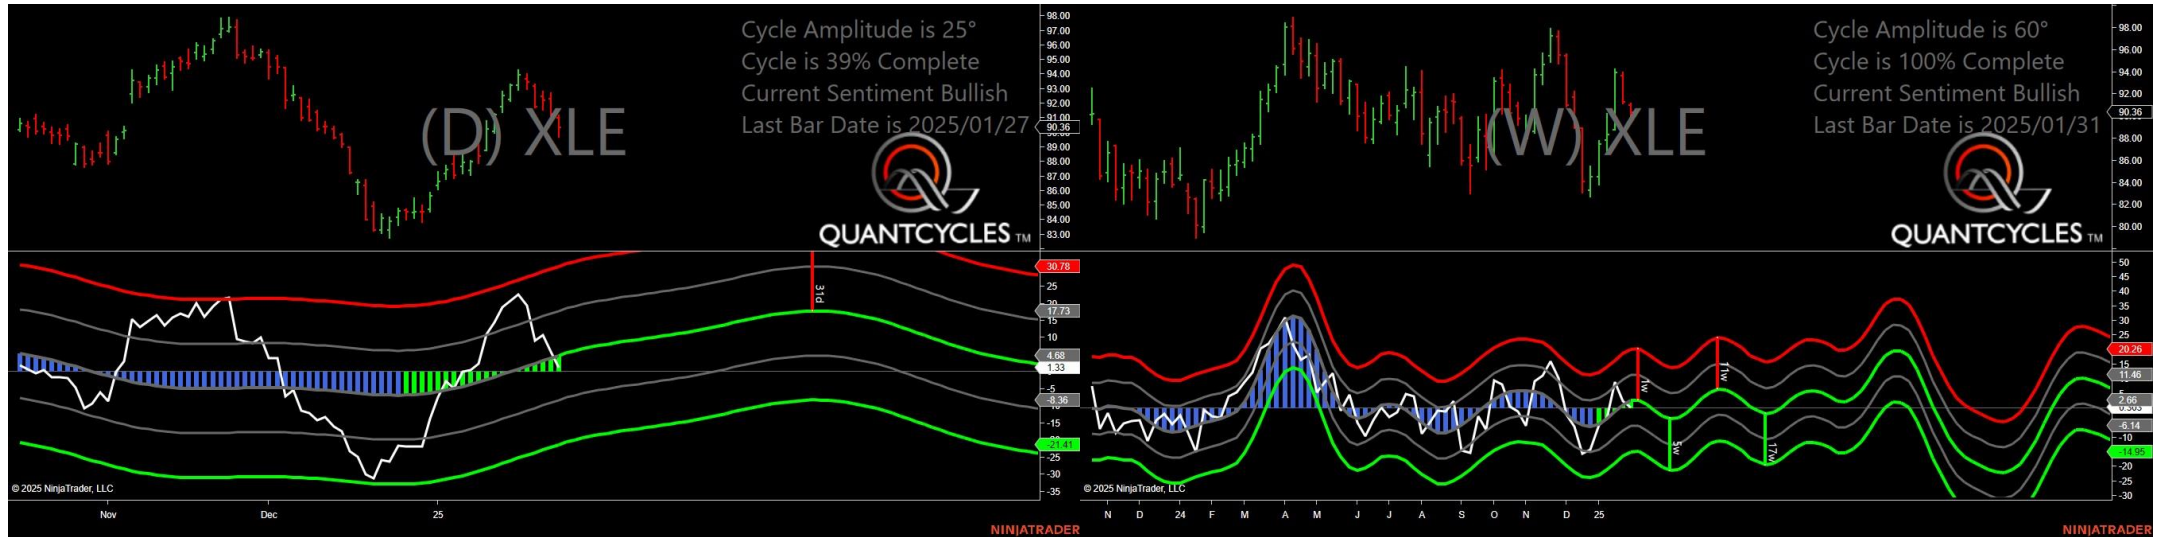 Cycle Amplitude is 25°
Cycle is 39% Complete
Current Sentiment Bullish
Last Bar Date is 2025/01/27
(D) XLE
QUANTCYCLES TM
98.00
97.00
96.00
95.00
94.00
93.00
92.00
91.00
90.36
89.00
88.00
87.00
86.00
85.00
84.00
83.00
31d
30.78
25
20
17.73
15
10
4.68
1.33
-5
-8.36
-10
-15
-21.41
-25
-30
-35
© 2025 NinjaTrader, LLC
Nov
Dec
25
NINJATRADER
Cycle Amplitude is 60°
Cycle is 100% Complete
Current Sentiment Bullish
Last Bar Date is 2025/01/31
(W) XLE
QUANTCYCLES TM
98.00
96.00
94.00
92.00
90.36
88.00
86.00
84.00
82.00
80.00
1w
5w
11w
17w
50
45
40
35
30
25
20.26
15
11.46
2.66
0.303
-6.14
-10
-14.95
-20
-25
-30
© 2025 NinjaTrader, LLC
N
D
24
F
M
A
M
J
J
A
S
O
N
D
25
NINJATRADER